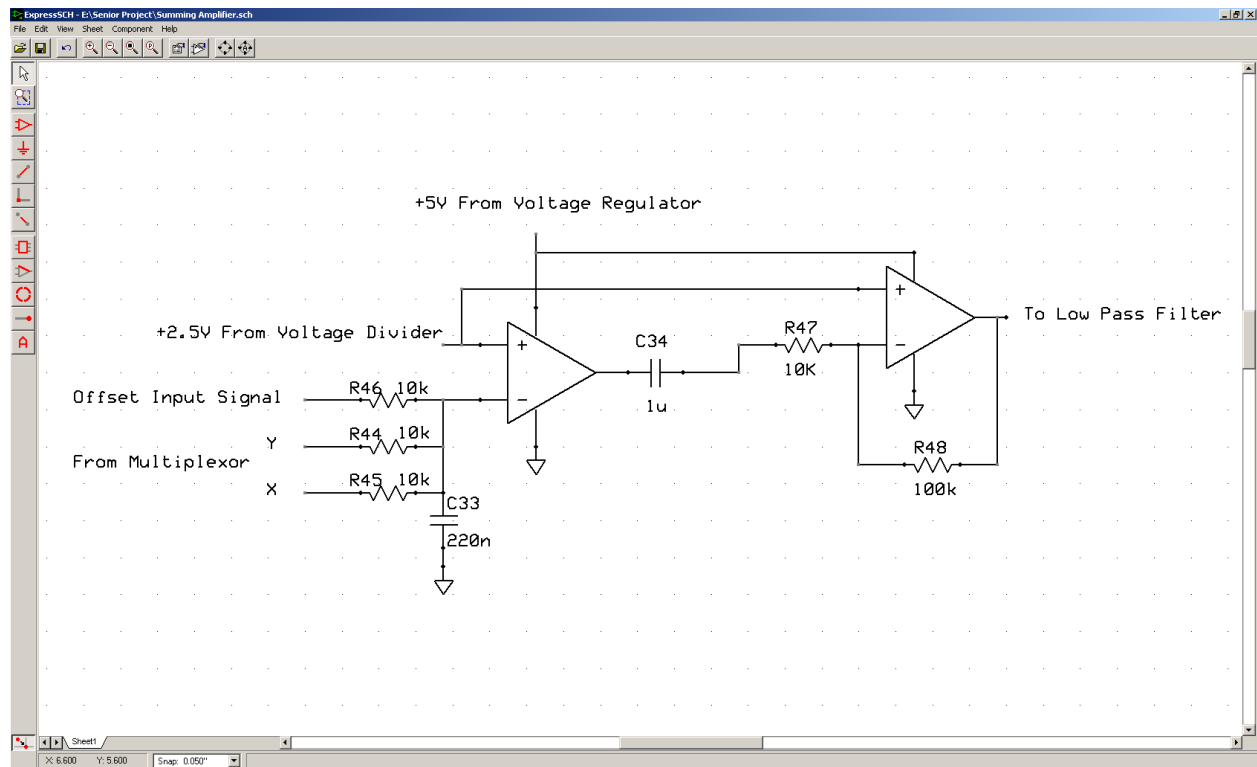 ExpressSCH - E:\Senior Project\Summing Amplifier.sch
File Edit View Sheet Component Help
+5V From Voltage Regulator
+
-
To Low Pass Filter
+2.5V From Voltage Divider
+
-
C34
1u
R47
10K
Offset Input Signal
R46 10k
Y
R44 10k
From Multiplexor
X
R45 10k
C33
220n
R48
100k
A
Sheet1
X: 6.600 Y: 5.600 Snap: 0.050"